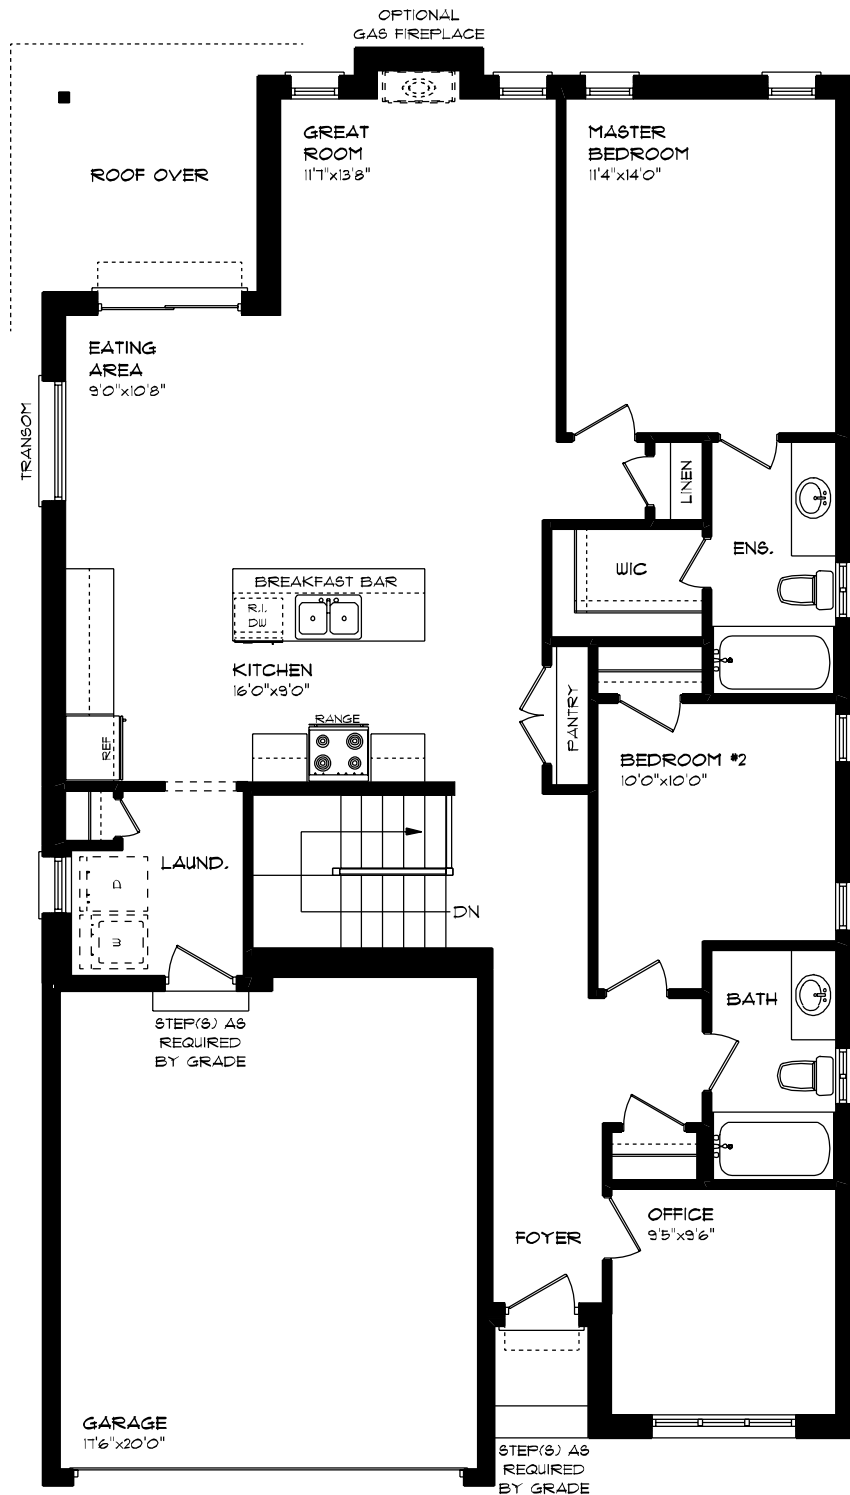 OPTIONAL
GAS FIREPLACE
GREAT
ROOM
11'7"x13'8"
MASTER
BEDROOM
11'4"x14'0"
ROOF OVER
EATING
AREA
9'0"x10'8"
TRANSOM
LINEN
ENS.
WIC
BREAKFAST BAR
R.I.
DW
KITCHEN
16'0"x9'0"
PANTRY
RANGE
REF
BEDROOM #2
10'0"x10'0"
LAUND.
D
W
DN
BATH
STEP(S) AS
REQUIRED
BY GRADE
OFFICE
9'5"x9'6"
FOYER
GARAGE
17'6"x20'0"
STEP(S) AS
REQUIRED
BY GRADE